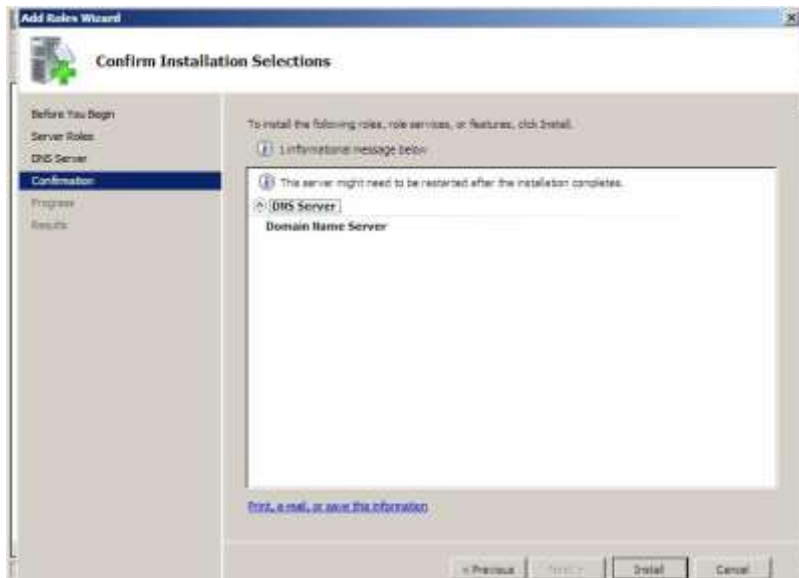 Add Roles Wizard
Confirm Installation Selections
Before You Begin
Server Roles
DNS Server
Confirmation
Progress
Results
To install the following roles, role services, or features, click Install.
1 informational message below
This server might need to be restarted after the installation completes.
DNS Server
Domain Name Server
Print, e-mail, or save this information
< Previous
Next >
Install
Cancel